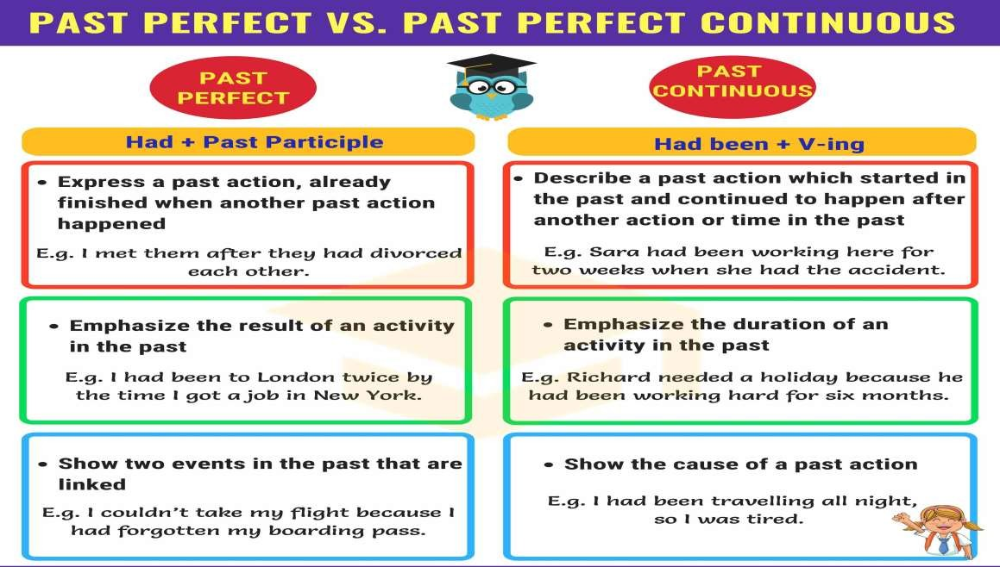 PAST PERFECT VS. PAST PERFECT CONTINUOUS
PAST
PERFECT
Had + Past Participle
• Express a past action, already
finished when another past action
happened
E.g. I met them after they had divorced
each other.
• Emphasize the result of an activity
in the past
E.g. I had been to London twice by
the time I got a job in New York.
• Show two events in the past that are
linked
E.g. I couldn't take my flight because I
had forgotten my boarding pass.
PAST
CONTINUOUS
Had been + V-ing
• Describe a past action which started in
the past and continued to happen after
another action or time in the past
E.g. Sara had been working here for
two weeks when she had the accident.
• Emphasize the duration of an
activity in the past
E.g. Richard needed a holiday because he
had been working hard for six months.
• Show the cause of a past action
E.g. I had been travelling all night,
so I was tired.